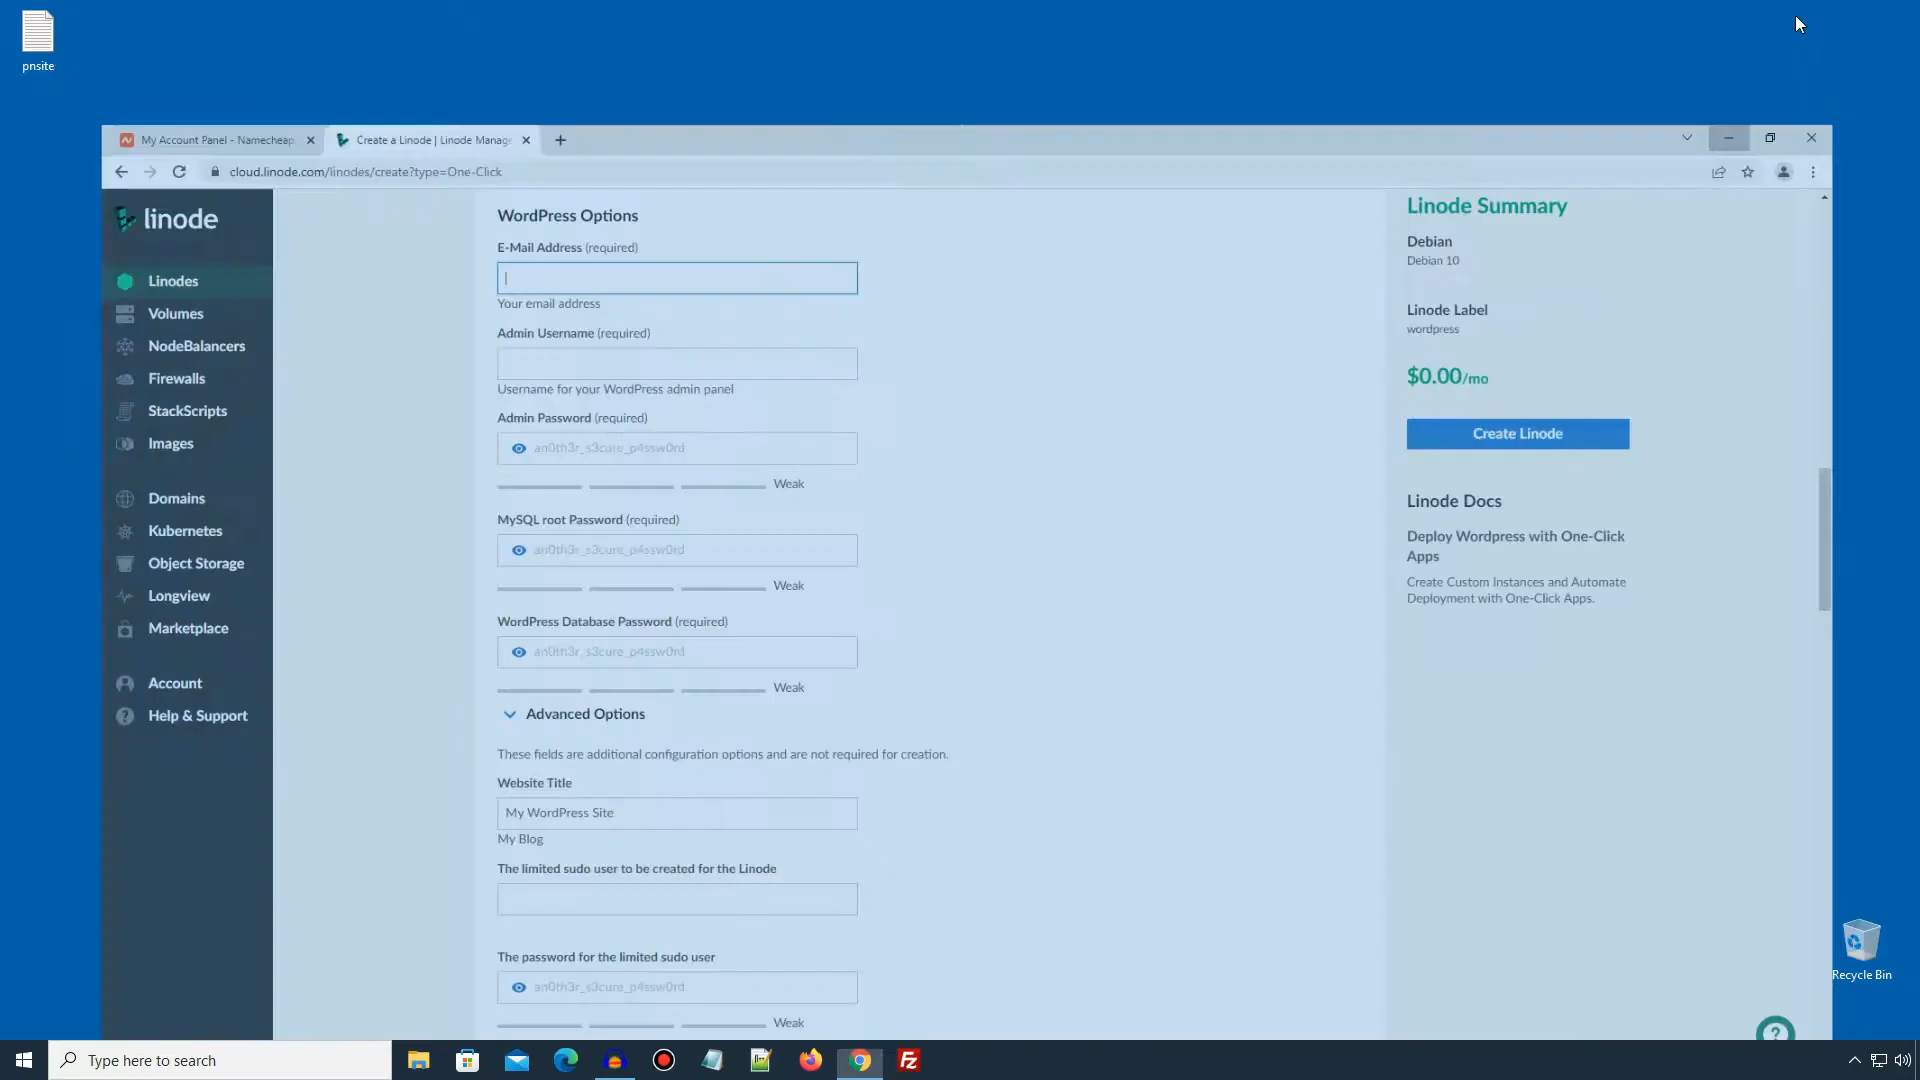 pnsite
My Account Panel - Namecheap
Create a Linode | Linode Manag
cloud.linode.com/linodes/create?type=One-Click
linode
Linodes
Volumes
NodeBalancers
Firewalls
StackScripts
Images
Domains
Kubernetes
Object Storage
Longview
Marketplace
Account
Help & Support
WordPress Options
E-Mail Address (required)
Your email address
Admin Username (required)
Username for your WordPress admin panel
Admin Password (required)
an0th3r_s3cure_p4ssw0rd
Weak
MySQL root Password (required)
an0th3r_s3cure_p4ssw0rd
Weak
WordPress Database Password (required)
an0th3r_s3cure_p4ssw0rd
Weak
Advanced Options
These fields are additional configuration options and are not required for creation.
Website Title
My WordPress Site
My Blog
The limited sudo user to be created for the Linode
The password for the limited sudo user
an0th3r_s3cure_p4ssw0rd
Weak
Linode Summary
Debian
Debian 10
Linode Label
wordpress
$0.00/mo
Create Linode
Linode Docs
Deploy Wordpress with One-Click
Apps
Create Custom Instances and Automate
Deployment with One-Click Apps.
?
Recycle Bin
Type here to search
Fz